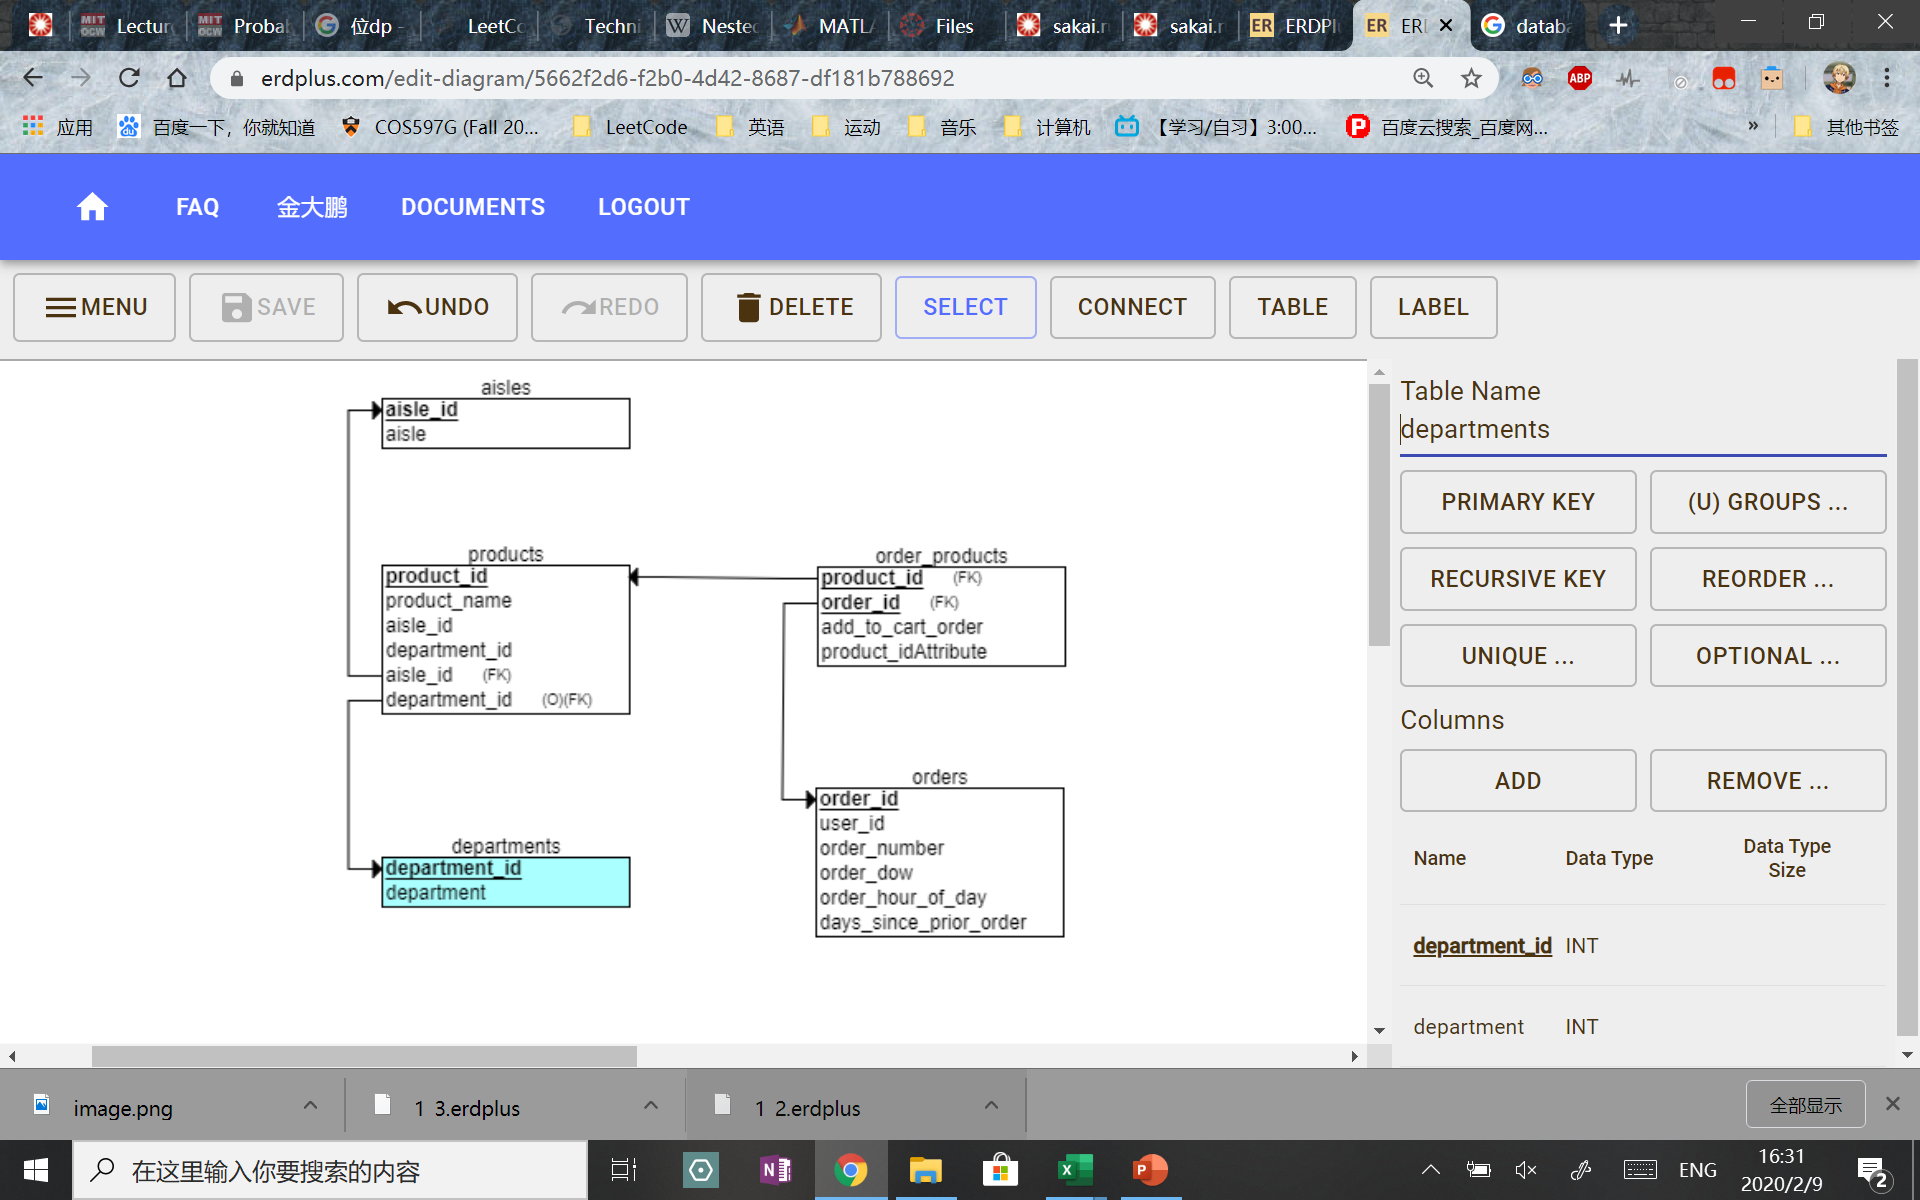 Lectur
Proba
位dp -
LeetCo
Techni
Nestec
MATLA
Files
sakai.r
sakai.r
ERDPl
ER
datab
erdplus.com/edit-diagram/5662f2d6-f2b0-4d42-8687-df181b788692
应用
百度一下，你就知道
COS597G (Fall 20...
LeetCode
英语
运动
音乐
计算机
【学习/自习】3:00...
百度云搜索_百度网...
»
其他书签
FAQ
金大鹏
DOCUMENTS
LOGOUT
MENU
SAVE
UNDO
REDO
DELETE
SELECT
CONNECT
TABLE
LABEL
aisles
aisle_id
aisle
products
product_id
product_name
aisle_id
department_id
aisle_id (FK)
department_id (O)(FK)
order_products
product_id (FK)
order_id (FK)
add_to_cart_order
product_idAttribute
departments
department_id
department
orders
order_id
user_id
order_number
order_dow
order_hour_of_day
days_since_prior_order
Table Name
departments
PRIMARY KEY
(U) GROUPS ...
RECURSIVE KEY
REORDER ...
UNIQUE ...
OPTIONAL ...
Columns
ADD
REMOVE ...
Name
Data Type
Data Type
Size
department_id INT
department INT
image.png
1 3.erdplus
1 2.erdplus
全部显示
在这里输入你要搜索的内容
ENG
16:31
2020/2/9
2